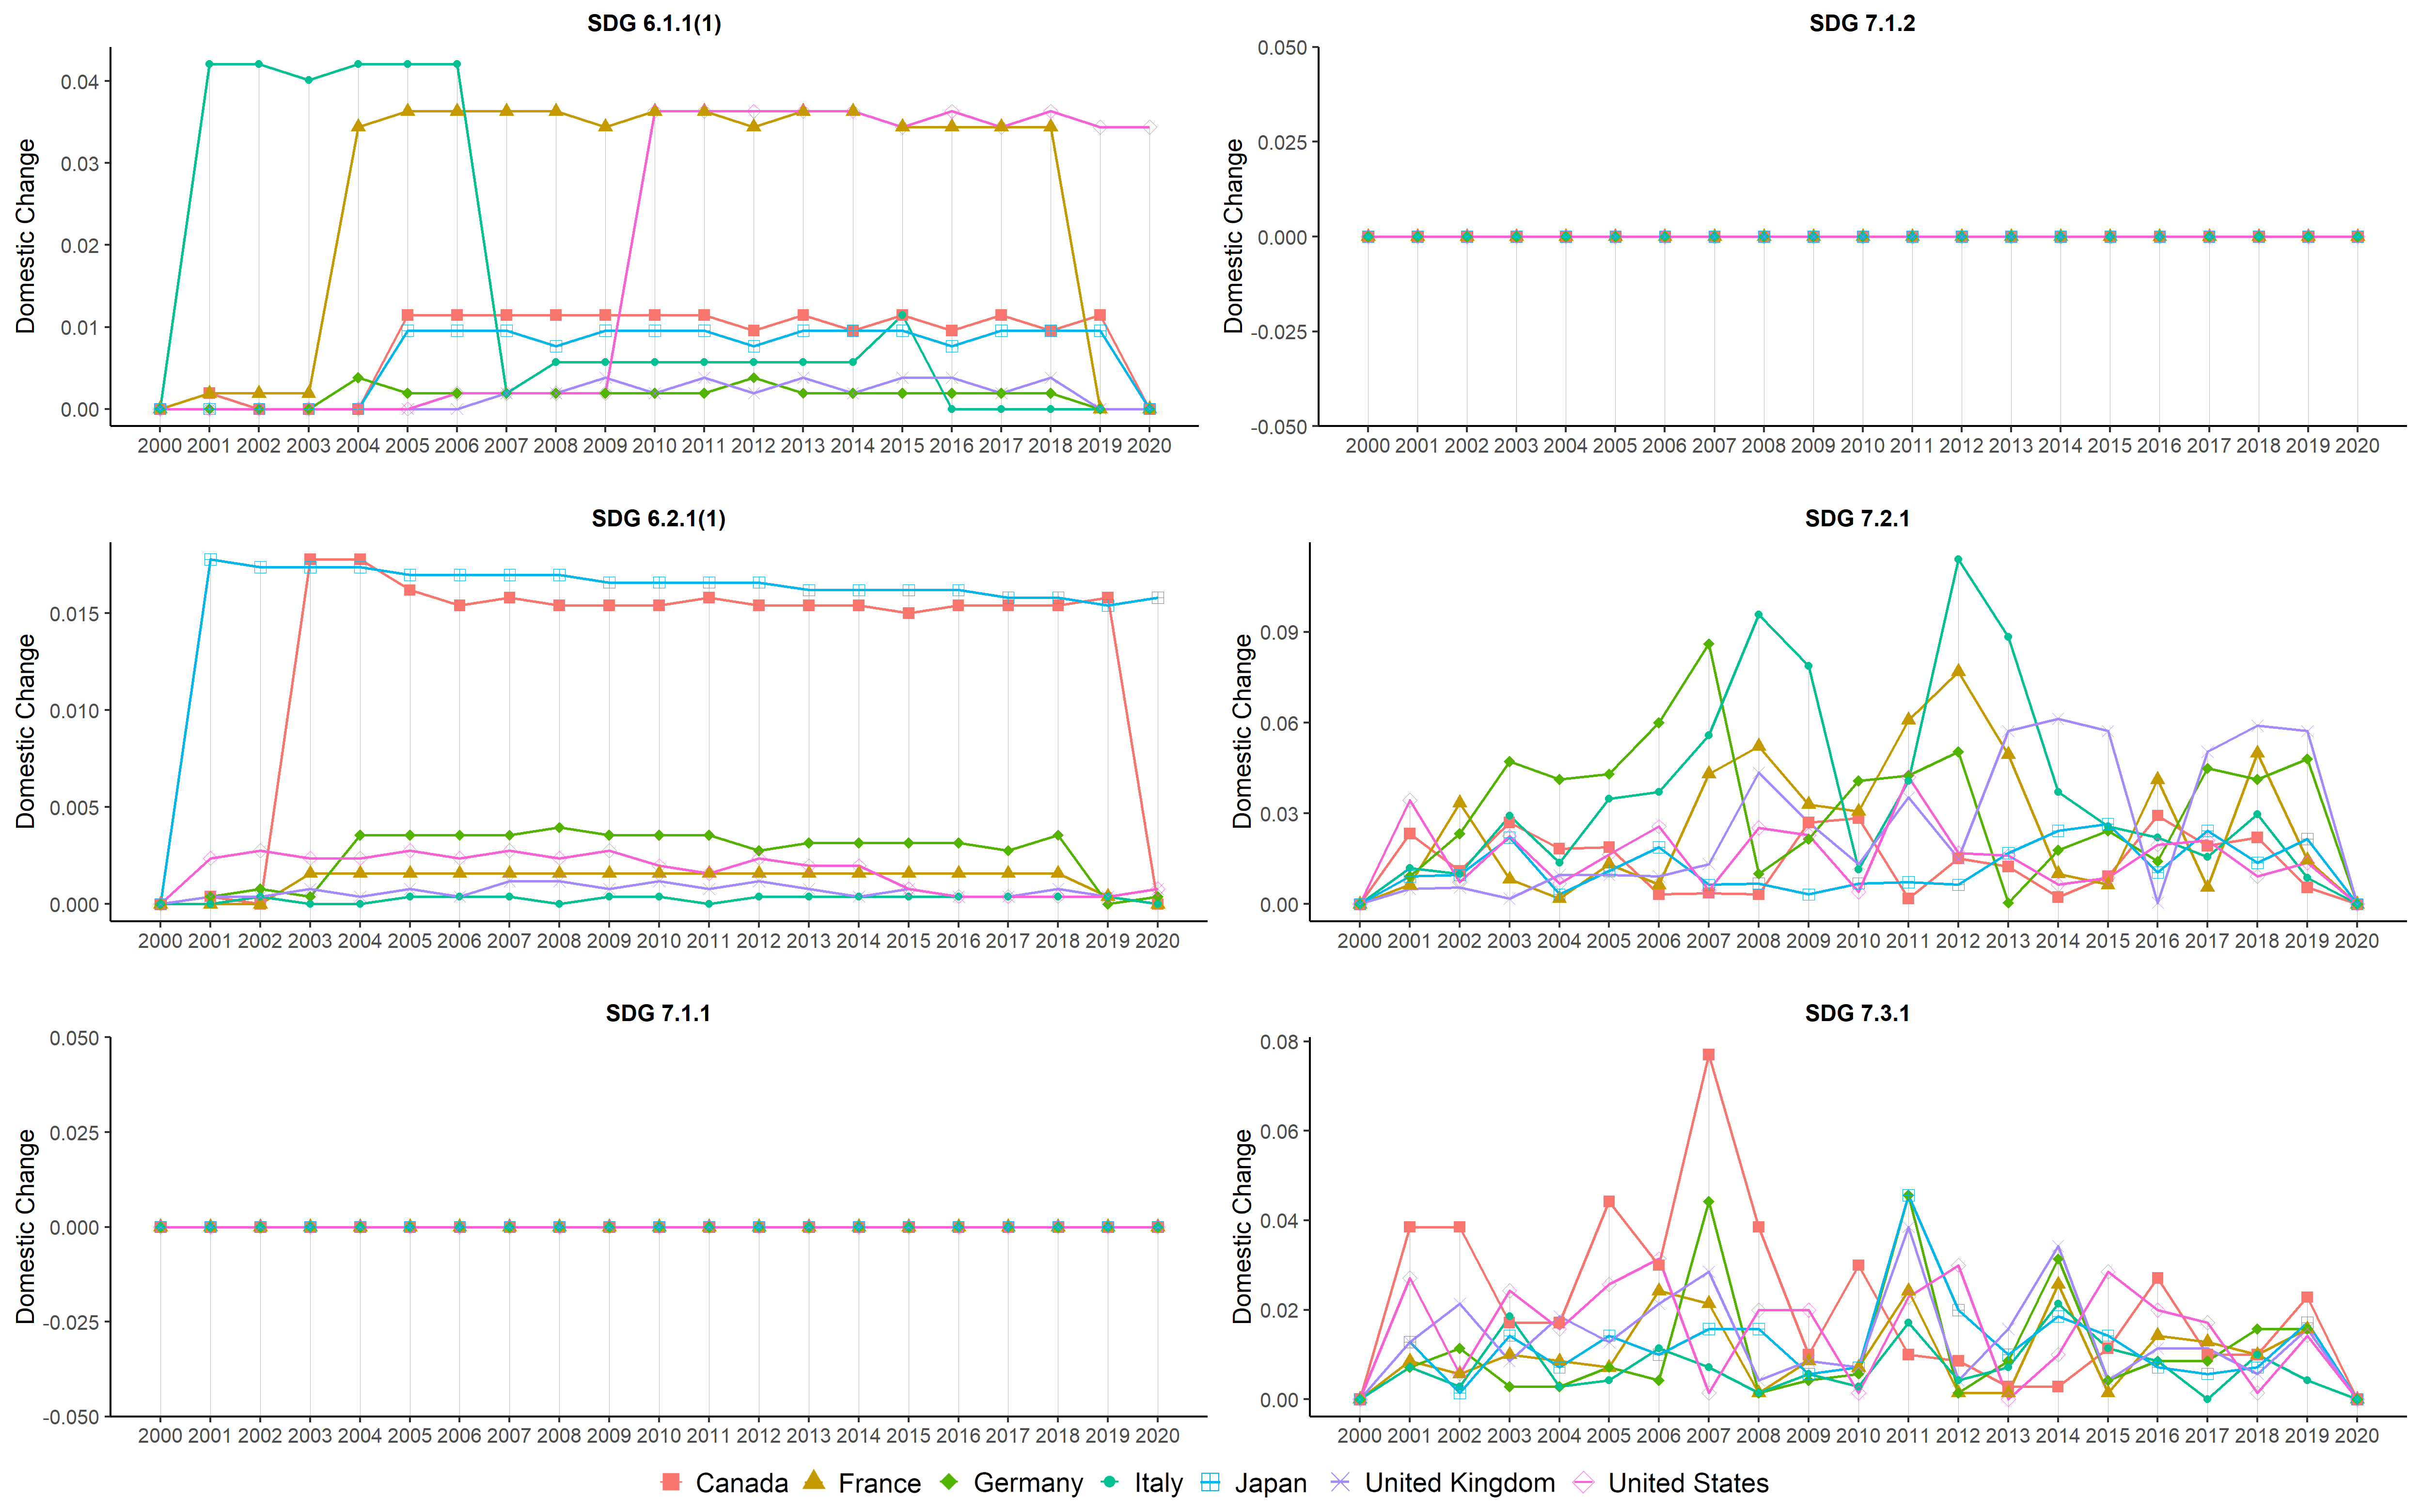 SDG 6.1.1(1)
Domestic Change
0.04
0.03
0.02
0.01
0.00
2000 2001 2002 2003 2004 2005 2006 2007 2008 2009 2010 2011 2012 2013 2014 2015 2016 2017 2018 2019 2020
SDG 7.1.2
Domestic Change
0.050
0.025
0.000
-0.025
-0.050
2000 2001 2002 2003 2004 2005 2006 2007 2008 2009 2010 2011 2012 2013 2014 2015 2016 2017 2018 2019 2020
SDG 6.2.1(1)
Domestic Change
0.015
0.010
0.005
0.000
2000 2001 2002 2003 2004 2005 2006 2007 2008 2009 2010 2011 2012 2013 2014 2015 2016 2017 2018 2019 2020
SDG 7.2.1
Domestic Change
0.09
0.06
0.03
0.00
2000 2001 2002 2003 2004 2005 2006 2007 2008 2009 2010 2011 2012 2013 2014 2015 2016 2017 2018 2019 2020
SDG 7.1.1
Domestic Change
0.050
0.025
0.000
-0.025
-0.050
2000 2001 2002 2003 2004 2005 2006 2007 2008 2009 2010 2011 2012 2013 2014 2015 2016 2017 2018 2019 2020
SDG 7.3.1
Domestic Change
0.08
0.06
0.04
0.02
0.00
2000 2001 2002 2003 2004 2005 2006 2007 2008 2009 2010 2011 2012 2013 2014 2015 2016 2017 2018 2019 2020
Canada France Germany Italy Japan United Kingdom United States